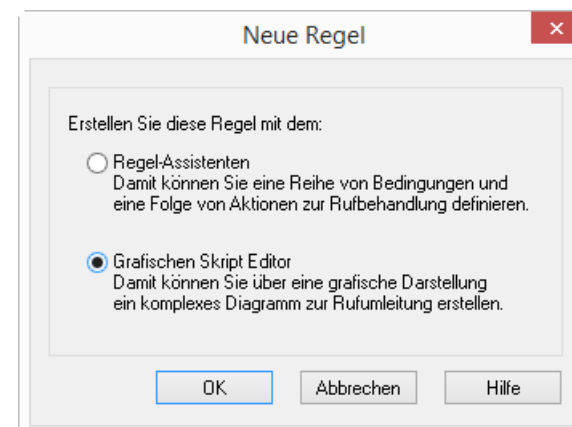 Neue Regel
Erstellen Sie diese Regel mit dem:
Regel-Assistenten
Damit können Sie eine Reihe von Bedingungen und
eine Folge von Aktionen zur Rufbehandlung definieren.
Grafischen Skript Editor
Damit können Sie über eine grafische Darstellung
ein komplexes Diagramm zur Rufumleitung erstellen.
OK Abbrechen Hilfe